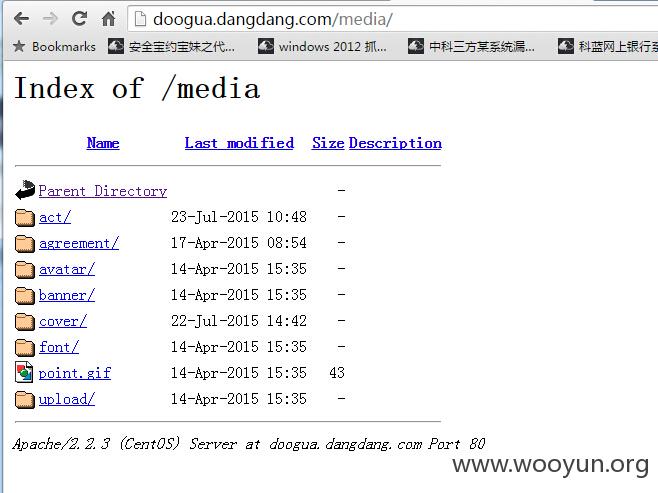 doogua.dangdang.com/media/
Bookmarks 安全宝约宝妹之代... windows 2012 抓... 中科三方某系统漏... 科蓝网上银行系
Index of /media
Name Last modified Size Description
Parent Directory -
act/ 23-Jul-2015 10:48 -
agreement/ 17-Apr-2015 08:54 -
avatar/ 14-Apr-2015 15:35 -
banner/ 14-Apr-2015 15:35 -
cover/ 22-Jul-2015 14:42 -
font/ 14-Apr-2015 15:35 -
point.gif 14-Apr-2015 15:35 43
upload/ 14-Apr-2015 15:35 -
Apache/2.2.3 (CentOS) Server at doogua.dangdang.com Port 80
www.wooyun.org